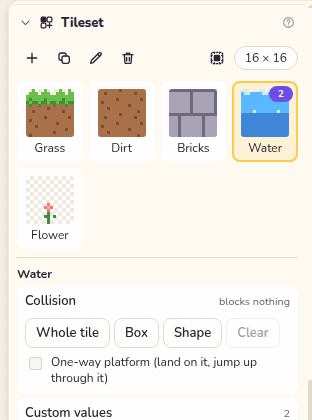 Tileset
16 × 16
2
Grass
Dirt
Bricks
Water
Flower
Water
Collision
blocks nothing
Whole tile
Box
Shape
Clear
One-way platform (land on it, jump up
through it)
Custom values
2